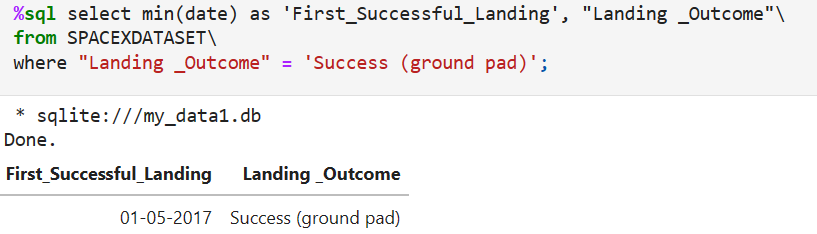 %sql select min(date) as 'First_Successful_Landing', "Landing _Outcome"\
from SPACEXDATASET\
where "Landing _Outcome" = 'Success (ground pad)';
* sqlite:///my_data1.db
Done.
First_Successful_Landing Landing _Outcome
01-05-2017 Success (ground pad)